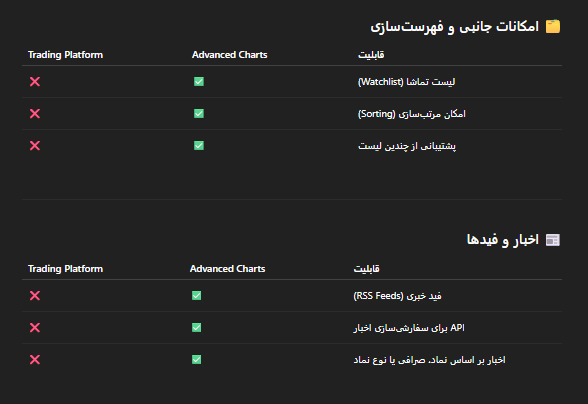 امکانات جانبی و فهرست‌سازی
قابلیت Advanced Charts Trading Platform
لیست تماشا (Watchlist) ✅ ❌
امکان مرتب‌سازی (Sorting) ✅ ❌
پشتیبانی از چندین لیست ✅ ❌
اخبار و فیدها
قابلیت Advanced Charts Trading Platform
فید خبری (RSS Feeds) ✅ ❌
API برای سفارشی‌سازی اخبار ✅ ❌
اخبار بر اساس نماد، صرافی یا نوع نماد ✅ ❌